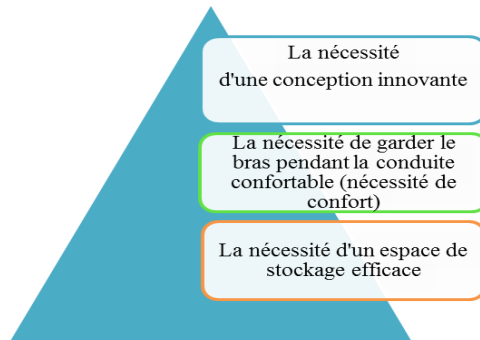 La nécessité
d'une conception innovante
La nécessité de garder le
bras pendant la conduite
confortable (nécessité de
confort)
La nécessité d'un espace de
stockage efficace